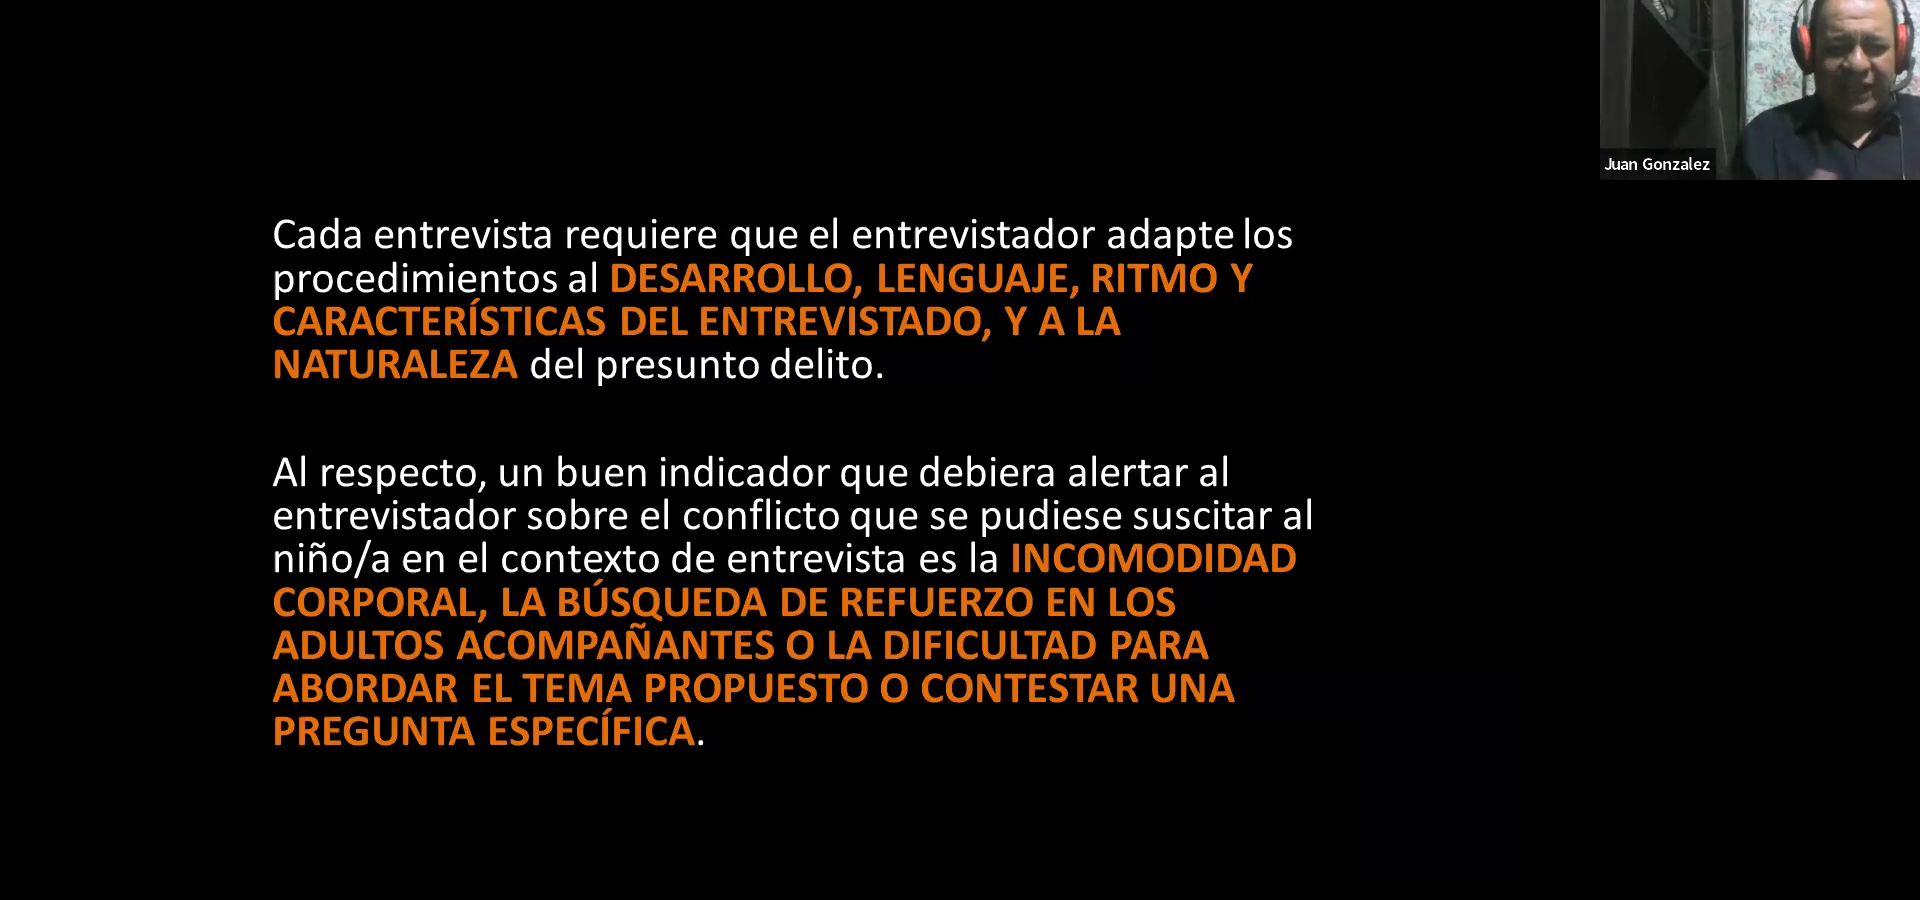 Juan Gonzalez
Cada entrevista requiere que el entrevistador adapte los
procedimientos al DESARROLLO, LENGUAJE, RITMO Y
CARACTERÍSTICAS DEL ENTREVISTADO, Y A LA
NATURALEZA del presunto delito.
Al respecto, un buen indicador que debiera alertar al
entrevistador sobre el conflicto que se pudiese suscitar al
niño/a en el contexto de entrevista es la INCOMODIDAD
CORPORAL, LA BÚSQUEDA DE REFUERZO EN LOS
ADULTOS ACOMPAÑANTES O LA DIFICULTAD PARA
ABORDAR EL TEMA PROPUESTO O CONTESTAR UNA
PREGUNTA ESPECÍFICA.